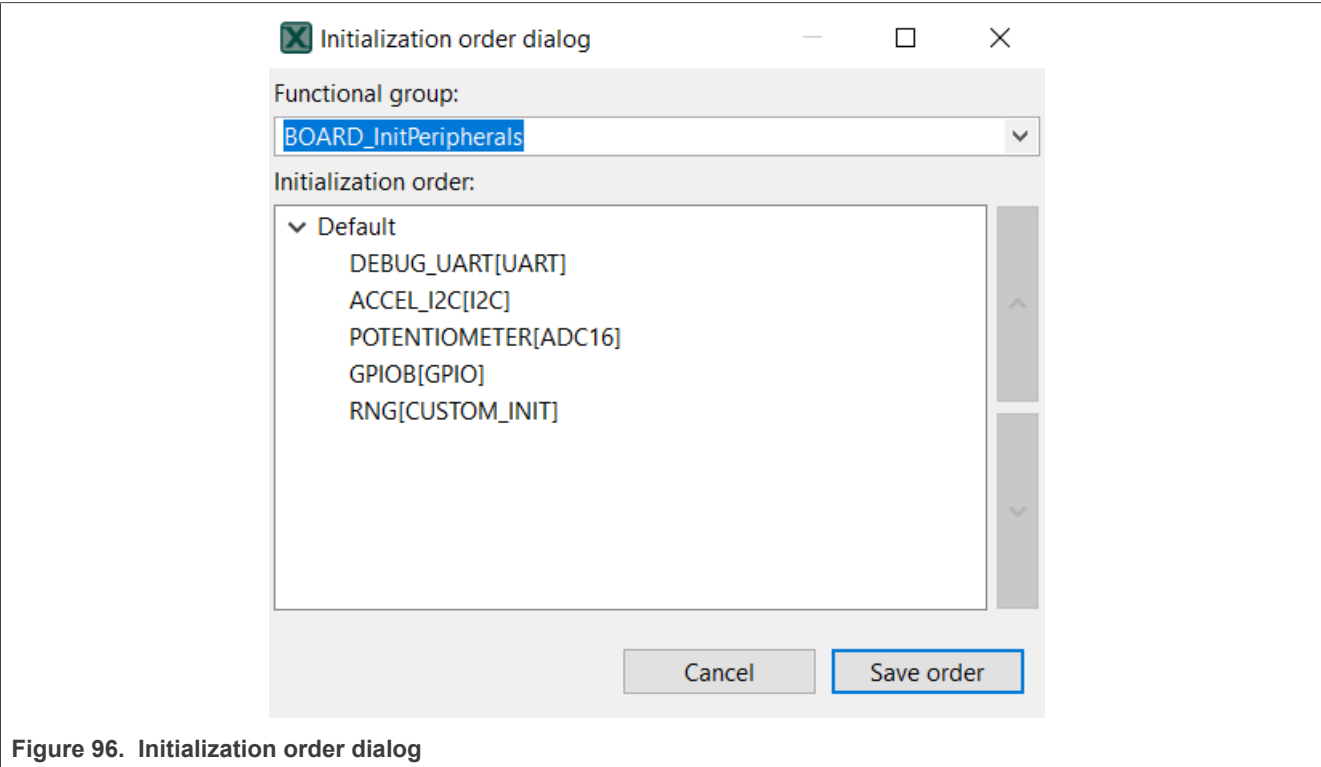 Initialization order dialog
Functional group:
BOARD_InitPeripherals
Initialization order:
Default
DEBUG_UART[UART]
ACCEL_I2C[I2C]
POTENTIOMETER[ADC16]
GPIOB[GPIO]
RNG[CUSTOM_INIT]
Cancel Save order
Figure 96. Initialization order dialog